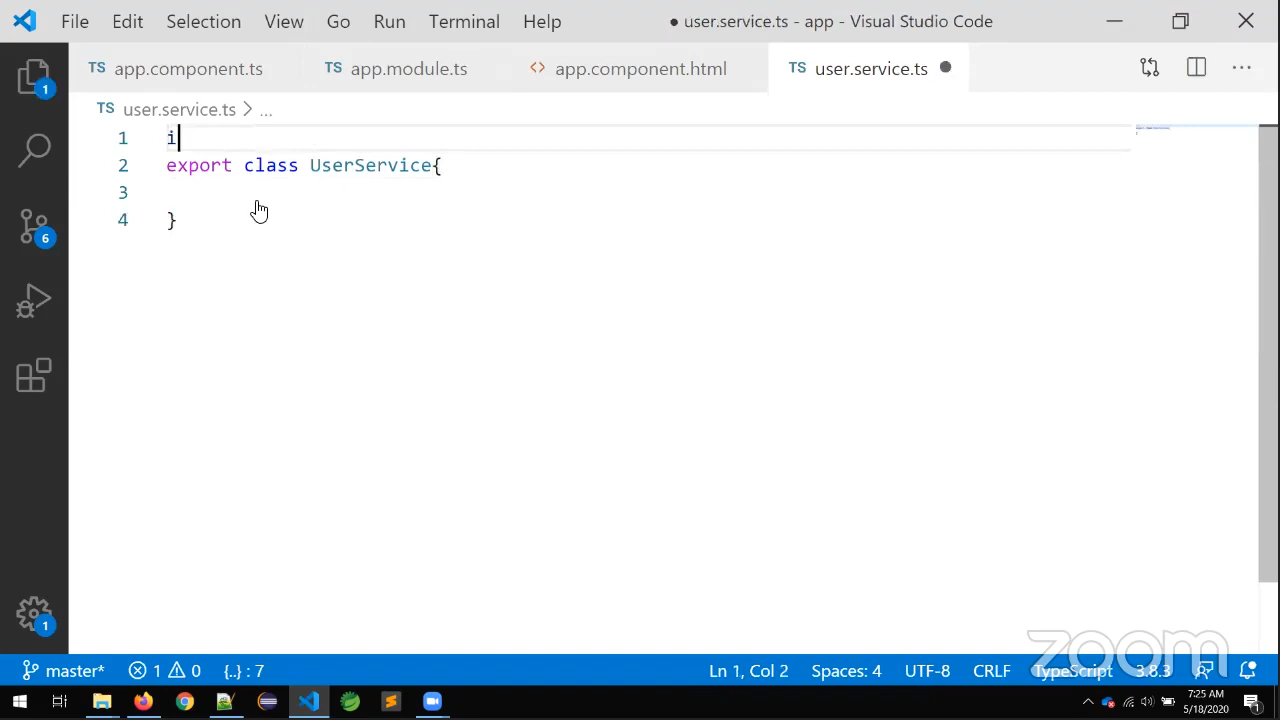 File Edit Selection View Go Run Terminal Help ● user.service.ts - app - Visual Studio Code
TS app.component.ts TS app.module.ts <> app.component.html TS user.service.ts ●
TS user.service.ts > ...
1 i
2 export class UserService{
3
4 }
1
6
1
zoom
master* 1 0 {..} : 7 Ln 1, Col 2 Spaces: 4 UTF-8 CRLF TypeScript 3.8.3
7:25 AM
5/18/2020
1